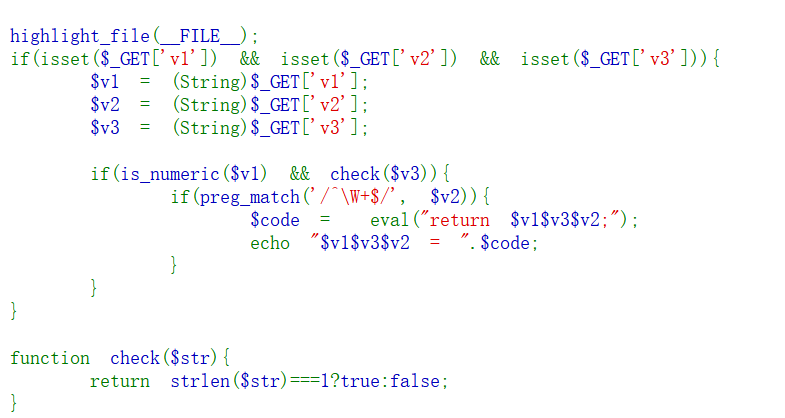 highlight_file(__FILE__);
if(isset($_GET['v1']) && isset($_GET['v2']) && isset($_GET['v3'])){
        $v1 = (String)$_GET['v1'];
        $v2 = (String)$_GET['v2'];
        $v3 = (String)$_GET['v3'];

        if(is_numeric($v1) && check($v3)){
                if(preg_match('/^\W+$/', $v2)){
                        $code =  eval("return $v1$v3$v2;");
                        echo "$v1$v3$v2 = ".$code;
                }
        }
}

function check($str){
        return strlen($str)===1?true:false;
}